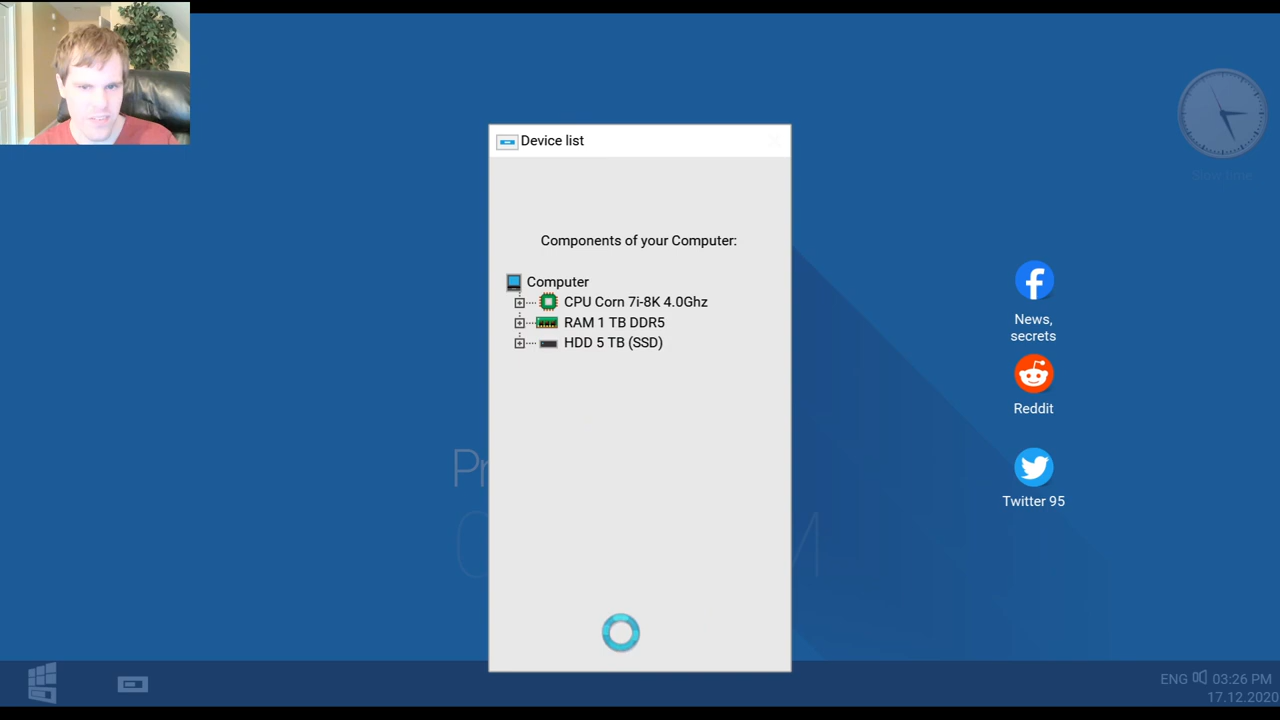 Device list
Components of your Computer:
Computer
CPU Corn 7i-8K 4.0Ghz
RAM 1 TB DDR5
HDD 5 TB (SSD)
News,
secrets
Reddit
Twitter 95
ENG 03:26 PM
17.12.2020